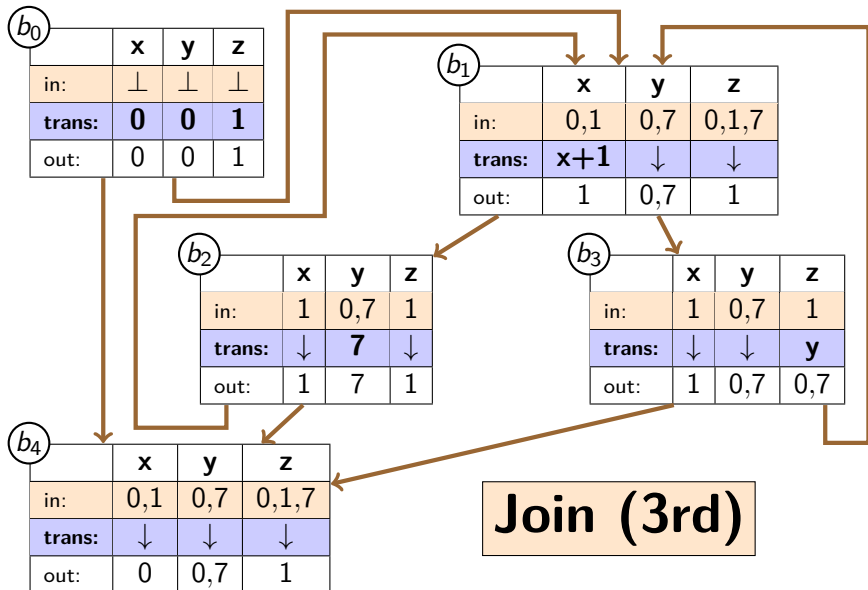 b0
x y z
in: ⊥ ⊥ ⊥
trans: 0 0 1
out: 0 0 1
b1
x y z
in: 0,1 0,7 0,1,7
trans: x+1 ↓ ↓
out: 1 0,7 1
b2
x y z
in: 1 0,7 1
trans: ↓ 7 ↓
out: 1 7 1
b3
x y z
in: 1 0,7 1
trans: ↓ ↓ y
out: 1 0,7 0,7
b4
x y z
in: 0,1 0,7 0,1,7
trans: ↓ ↓ ↓
out: 0 0,7 1
Join (3rd)